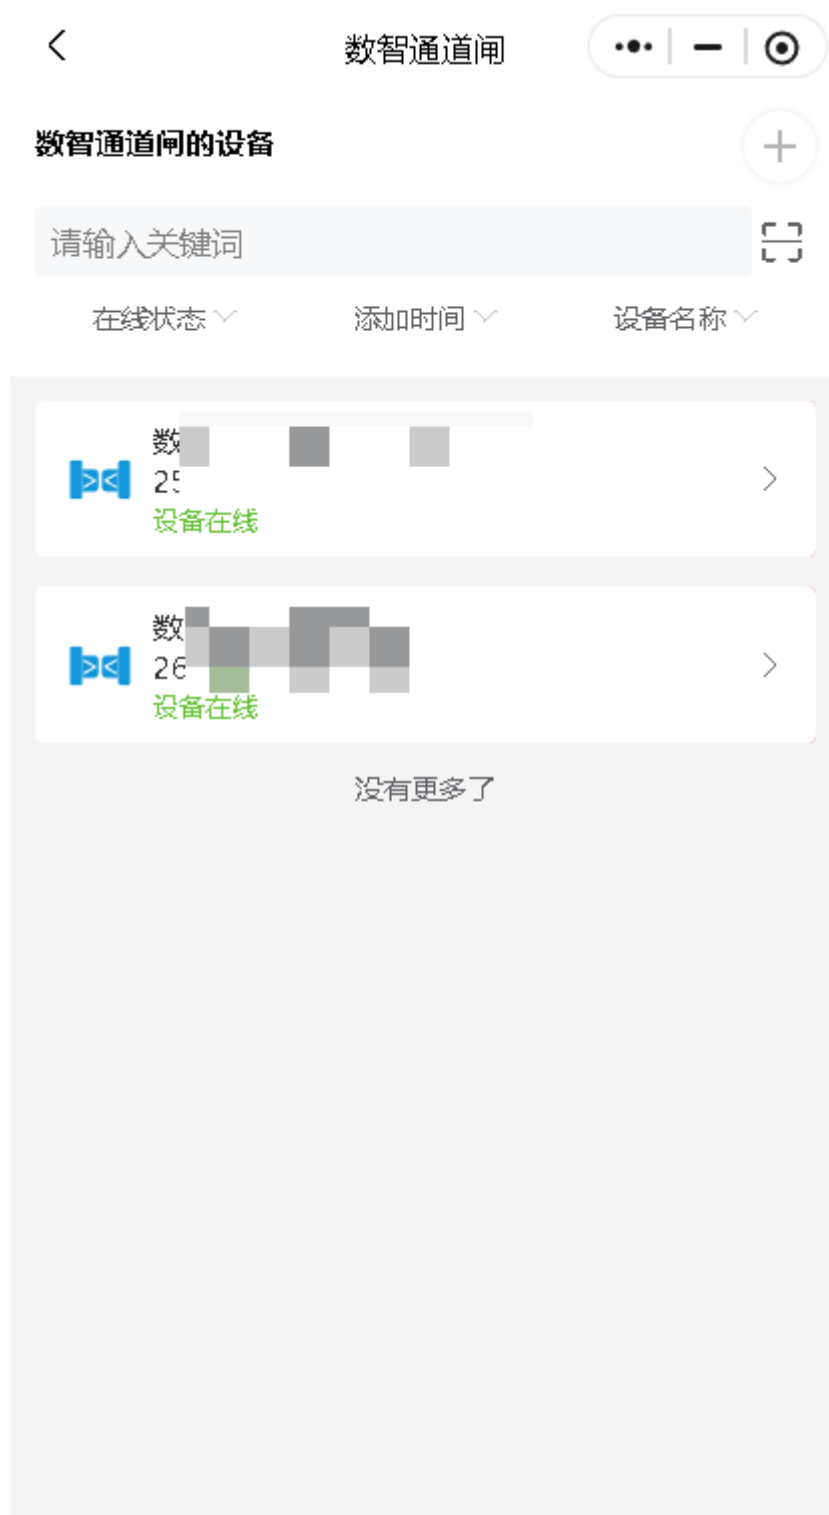 数智通道闸
数智通道闸的设备
请输入关键词
在线状态 添加时间 设备名称
数
25
设备在线
数
26
设备在线
没有更多了